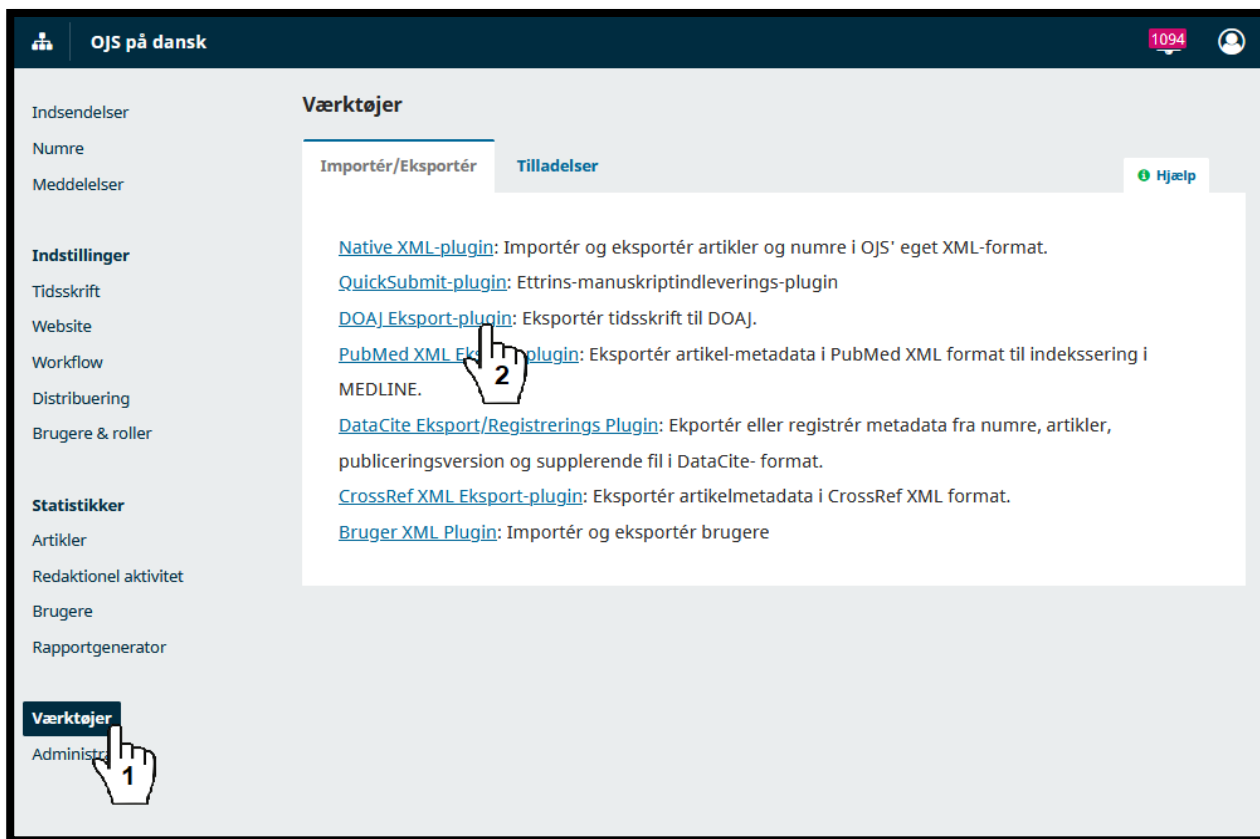 OJS på dansk
1094
Indsendelser
Numre
Meddelelser
Indstillinger
Tidsskrift
Website
Workflow
Distribuering
Brugere & roller
Statistikker
Artikler
Redaktionel aktivitet
Brugere
Rapportgenerator
Værktøjer
1
Værktøjer
Importér/Eksportér
Tilladelser
Hjælp
Native XML-plugin: Importér og eksportér artikler og numre i OJS' eget XML-format.
QuickSubmit-plugin: Ettrins-manuskriptindleverings-plugin
DOAJ Eksport-plugin: Eksportér tidsskrift til DOAJ.
PubMed XML plugin: Eksportér artikel-metadata i PubMed XML format til indekssering i
MEDLINE.
2
DataCite Eksport/Registrerings Plugin: Ekportér eller registrér metadata fra numre, artikler,
publiceringsversion og supplerende fil i DataCite- format.
CrossRef XML Eksport-plugin: Eksportér artikelmetadata i CrossRef XML format.
Bruger XML Plugin: Importér og eksportér brugere